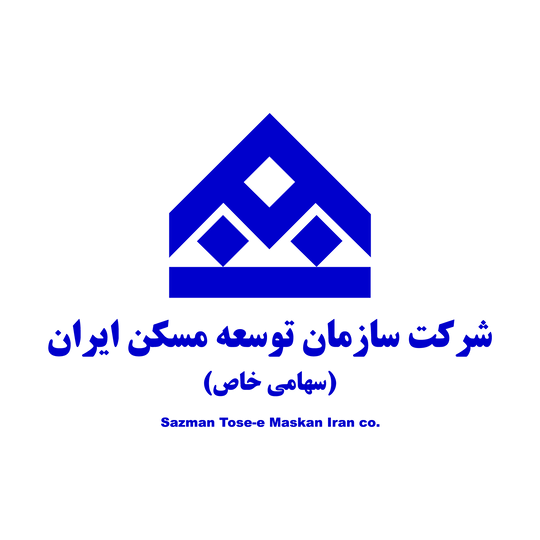 شرکت سازمان توسعه مسکن ایران
(سهامی خاص)
Sazman Tose-e Maskan Iran co.